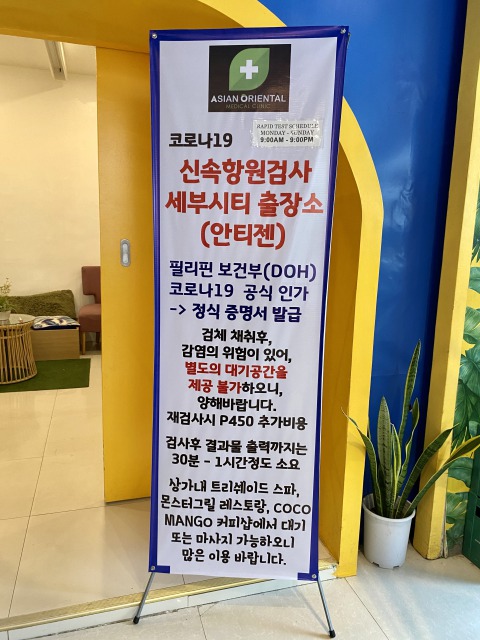 ASIAN ORIENTAL
MEDICAL CLINIC
RAPID TEST SCHEDULE
MONDAY - SUNDAY
9:00AM - 9:00PM
코로나19
신속항원검사
세부시티 출장소
(안티젠)
필리핀 보건부(DOH)
코로나19 공식 인가
-> 정식 증명서 발급
검체 채취후,
감염의 위험이 있어,
별도의 대기공간을
제공 불가하오니,
양해바랍니다.
재검사시 P450 추가비용
검사후 결과물 출력까지는
30분 - 1시간정도 소요
상가내 트리쉐이드 스파,
몬스터그릴 레스토랑, COCO
MANGO 커피샵에서 대기
또는 마사지 가능하오니
많은 이용 바랍니다.